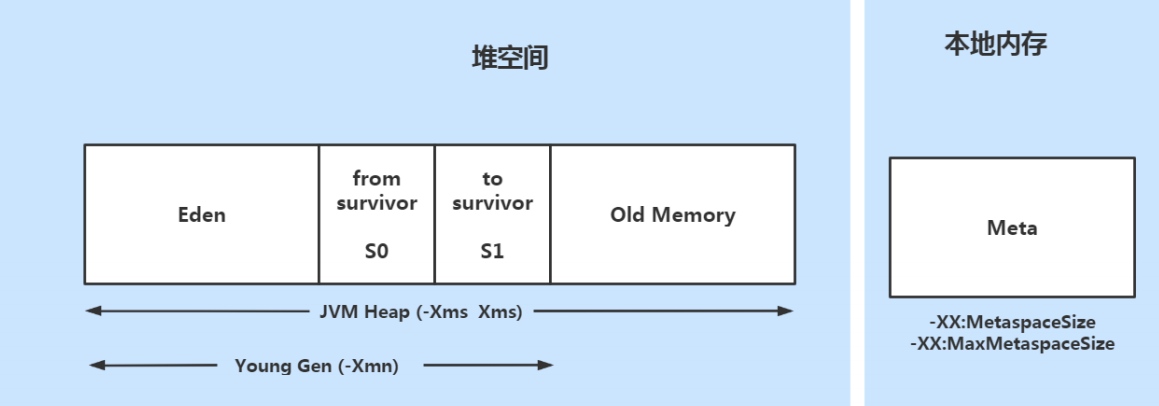 堆空间
本地内存
Eden
from
survivor
S0
to
survivor
S1
Old Memory
Meta
JVM Heap (-Xms  Xms)
Young Gen (-Xmn)
-XX:MetaspaceSize
-XX:MaxMetaspaceSize